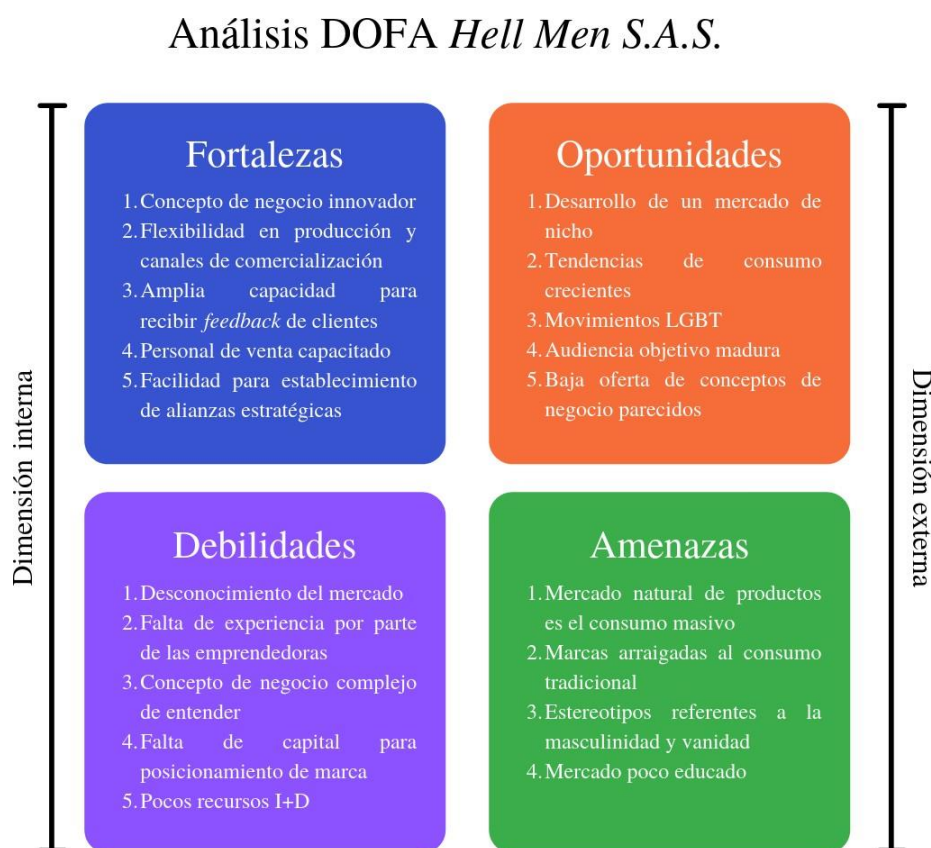 Análisis DOFA Hell Men S.A.S.
Dimensión interna
Fortalezas
1. Concepto de negocio innovador
2. Flexibilidad en producción y
canales de comercialización
3. Amplia capacidad para
recibir feedback de clientes
4. Personal de venta capacitado
5. Facilidad para establecimiento
de alianzas estratégicas
Oportunidades
1. Desarrollo de un mercado de
nicho
2. Tendencias de consumo
crecientes
3. Movimientos LGBT
4. Audiencia objetivo madura
5. Baja oferta de conceptos de
negocio parecidos
Debilidades
1. Desconocimiento del mercado
2. Falta de experiencia por parte
de las emprendedoras
3. Concepto de negocio complejo
de entender
4. Falta de capital para
posicionamiento de marca
5. Pocos recursos I+D
Amenazas
1. Mercado natural de productos
es el consumo masivo
2. Marcas arraigadas al consumo
tradicional
3. Estereotipos referentes a la
masculinidad y vanidad
4. Mercado poco educado
Dimensión externa